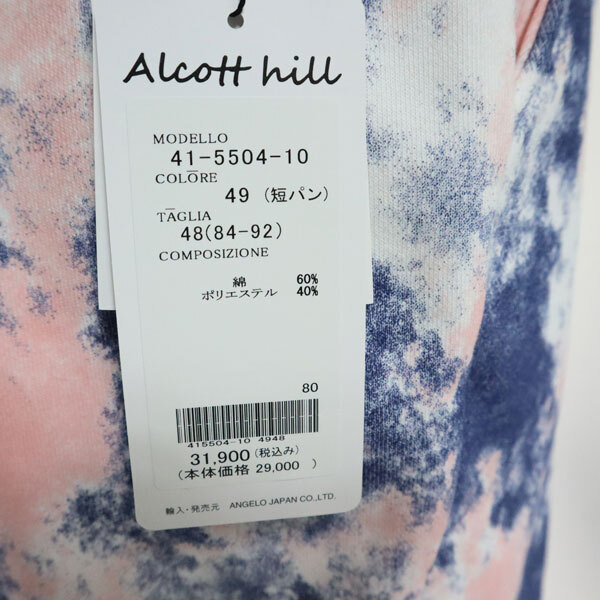 Alcott hill
MODELLO
41-5504-10
COLORE
49 (短パン)
TAGLIA
48(84-92)
COMPOSIZIONE
綿 60%
ポリエステル 40%
80
415504-10 4948
31,900(税込み)
(本体価格 29,000 )
輸入・発売元 ANGELO JAPAN CO.,LTD.